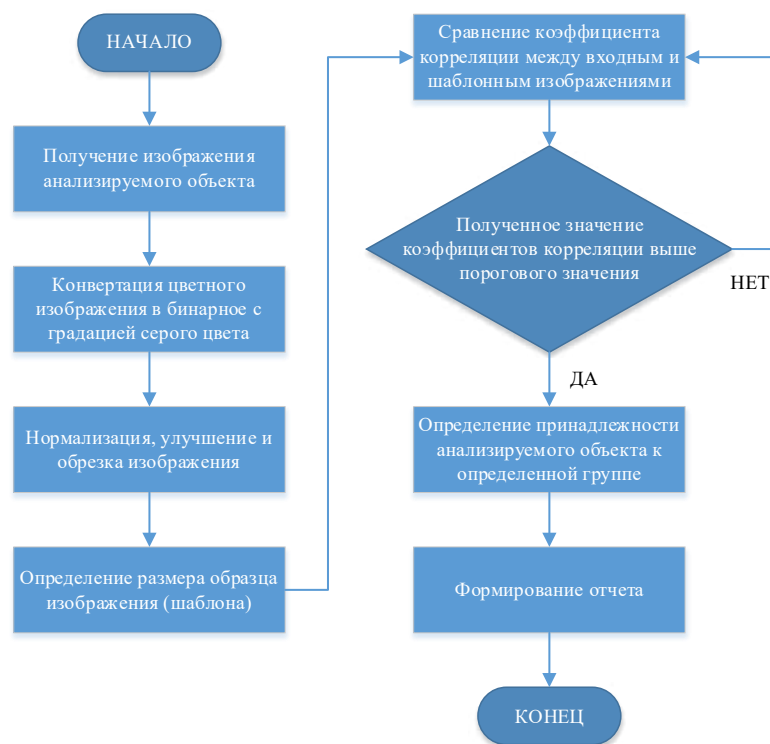 НАЧАЛО
Получение изображения
анализируемого объекта
Конвертация цветного
изображения в бинарное с
градацией серого цвета
Нормализация, улучшение и
обрезка изображения
Определение размера образца
изображения (шаблона)
Сравнение коэффициента
корреляции между входным и
шаблонным изображениями
Полученное значение
коэффициентов корреляции выше
порогового значения
НЕТ
ДА
Определение принадлежности
анализируемого объекта к
определенной группе
Формирование отчета
КОНЕЦ